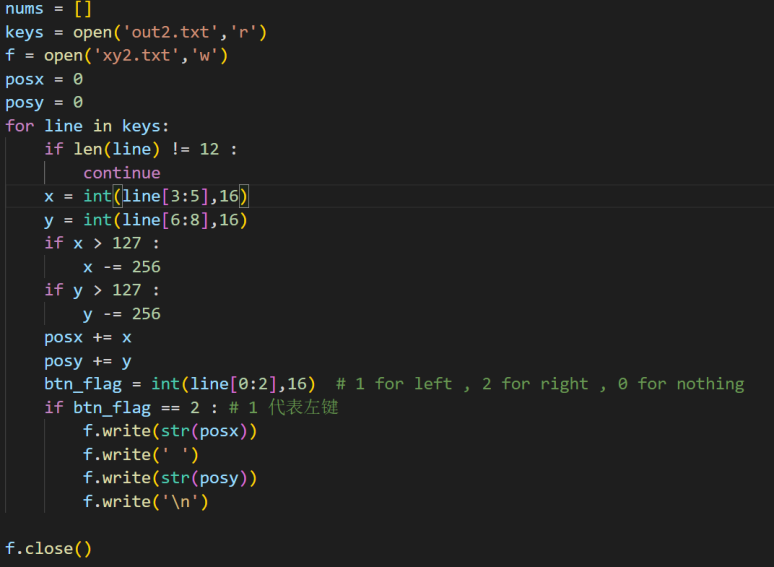 nums = []
keys = open('out2.txt','r')
f = open('xy2.txt','w')
posx = 0
posy = 0
for line in keys:
    if len(line) != 12 :
        continue
    x = int(line[3:5],16)
    y = int(line[6:8],16)
    if x > 127 :
        x -= 256
    if y > 127 :
        y -= 256
    posx += x
    posy += y
    btn_flag = int(line[0:2],16)  # 1 for left , 2 for right , 0 for nothing
    if btn_flag == 2 : # 1 代表左键
        f.write(str(posx))
        f.write(' ')
        f.write(str(posy))
        f.write('\n')
f.close()